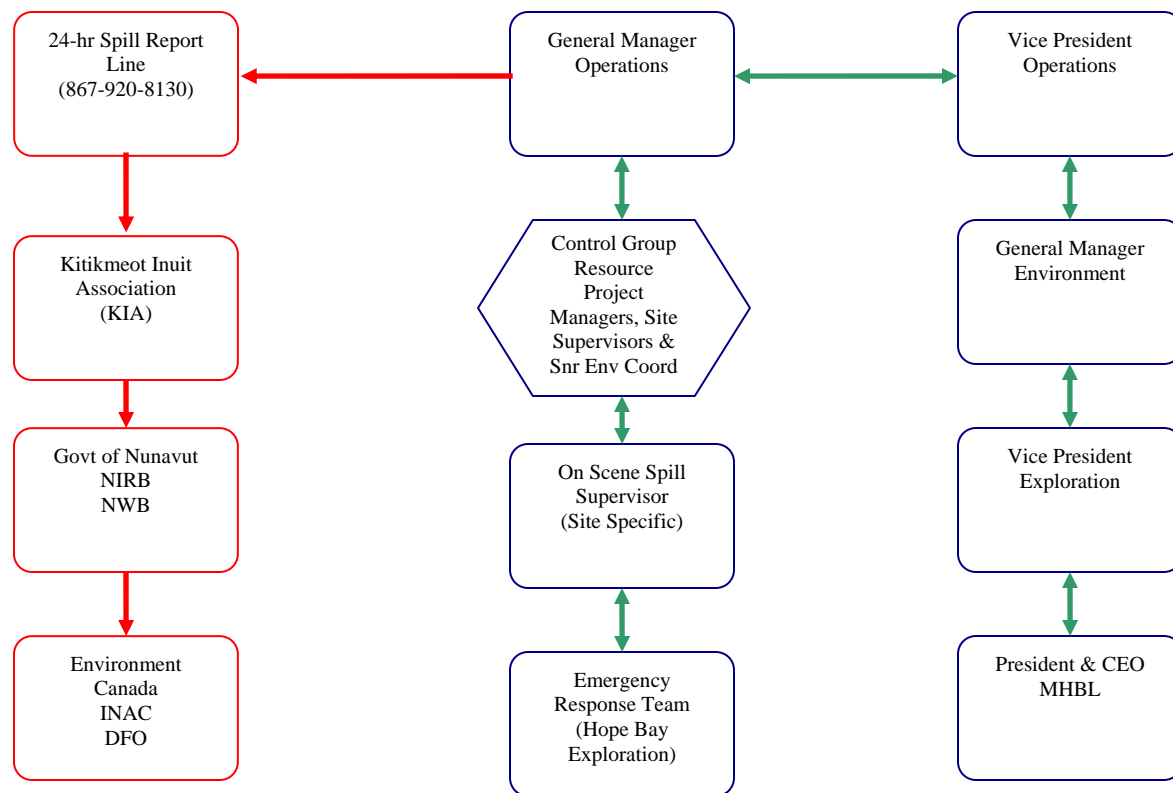 24-hr Spill Report
Line
(867-920-8130)
General Manager
Operations
Vice President
Operations
Kitikmeot Inuit
Association
(KIA)
Control Group
Resource
Project
Managers, Site
Supervisors &
Snr Env Coord
General Manager
Environment
Govt of Nunavut
NIRB
NWB
On Scene Spill
Supervisor
(Site Specific)
Vice President
Exploration
Environment
Canada
INAC
DFO
Emergency
Response Team
(Hope Bay
Exploration)
President & CEO
MHBL